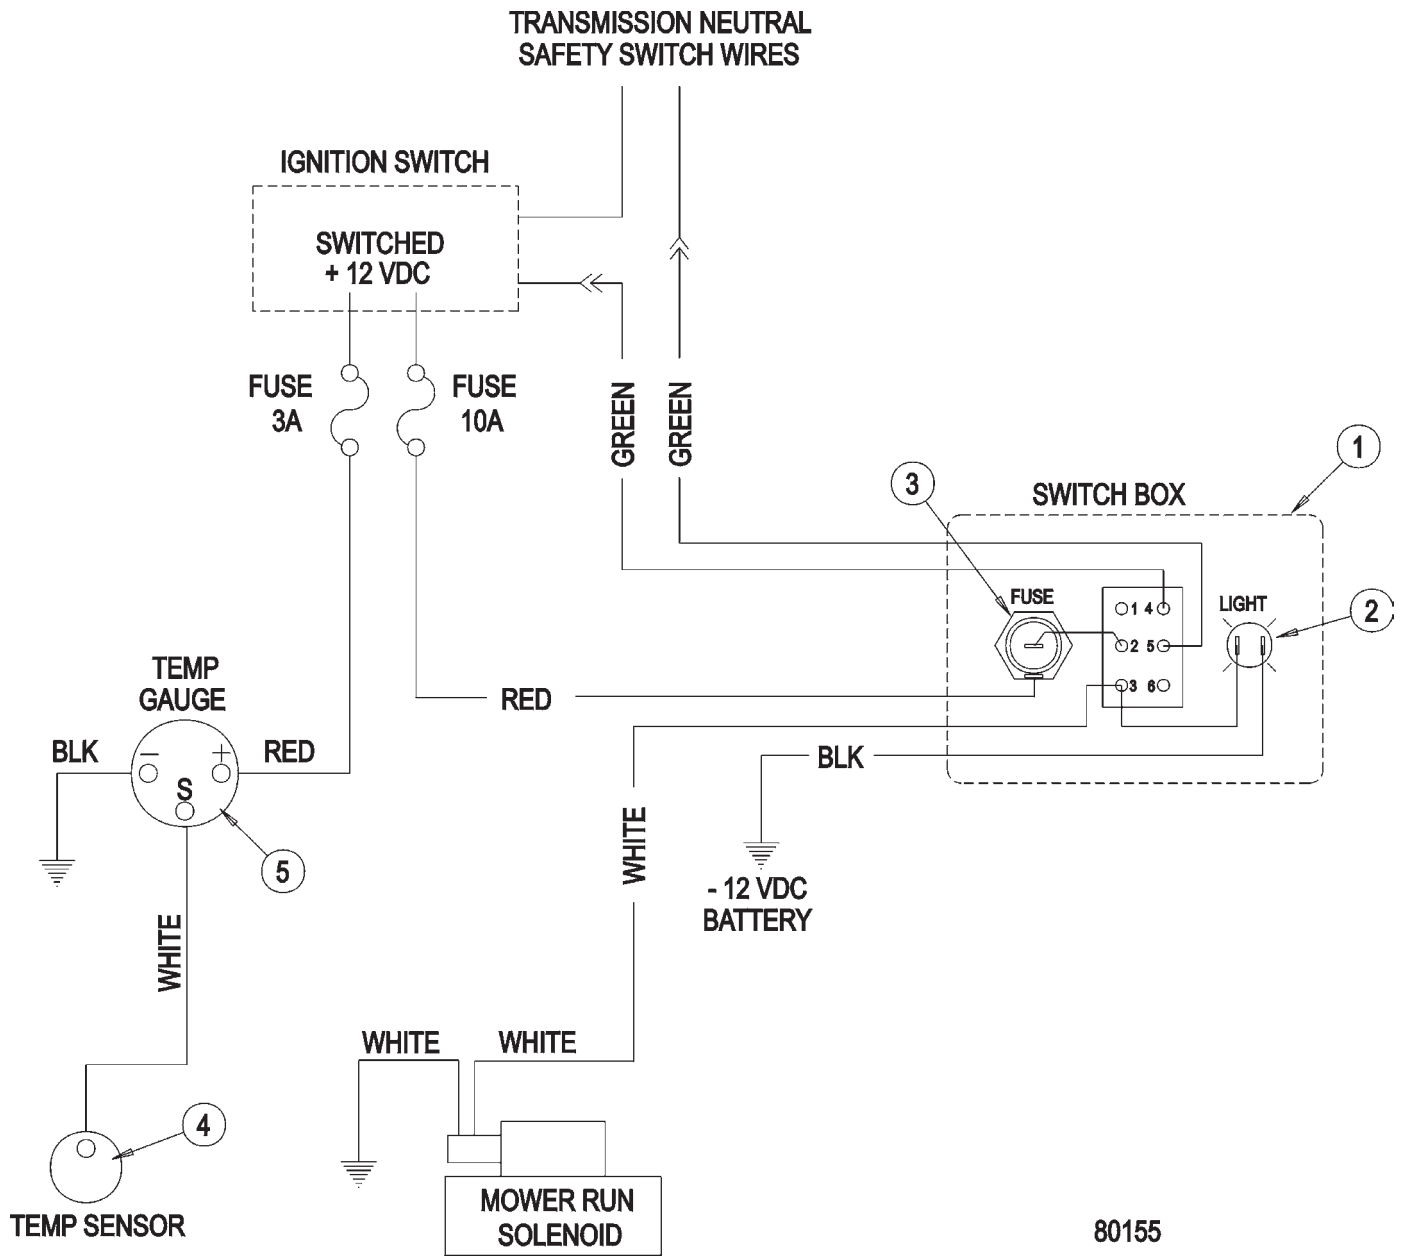 TRANSMISSION NEUTRAL
SAFETY SWITCH WIRES
IGNITION SWITCH
SWITCHED
+ 12 VDC
FUSE
3A
FUSE
10A
GREEN
GREEN
1
3
SWITCH BOX
FUSE
1 4
2 5
3 6
LIGHT
2
TEMP
GAUGE
RED
BLK
RED
BLK
S
5
WHITE
- 12 VDC
BATTERY
WHITE
WHITE
WHITE
4
TEMP SENSOR
MOWER RUN
SOLENOID
80155